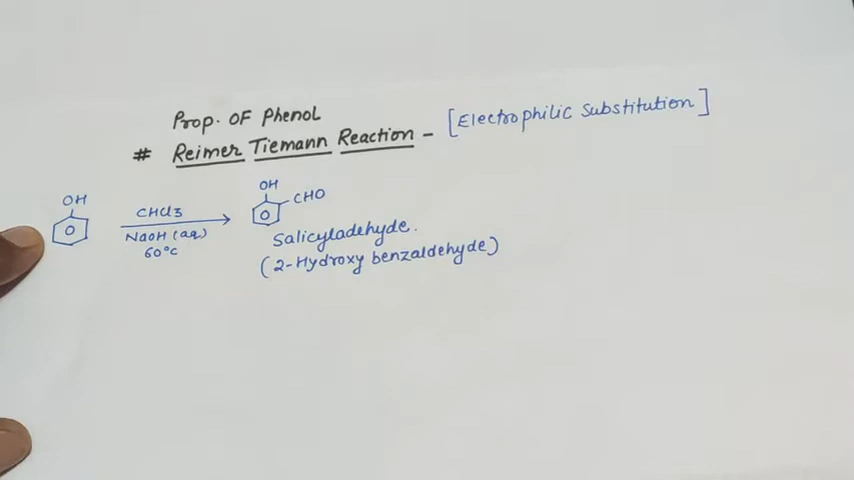 Prop. OF Phenol
# Reimer Tiemann Reaction - [Electrophilic Substitution]
OH
CHCl3
NaOH (aq)
60°C
OH
CHO
Salicyladehyde.
(2-Hydroxy benzaldehyde)